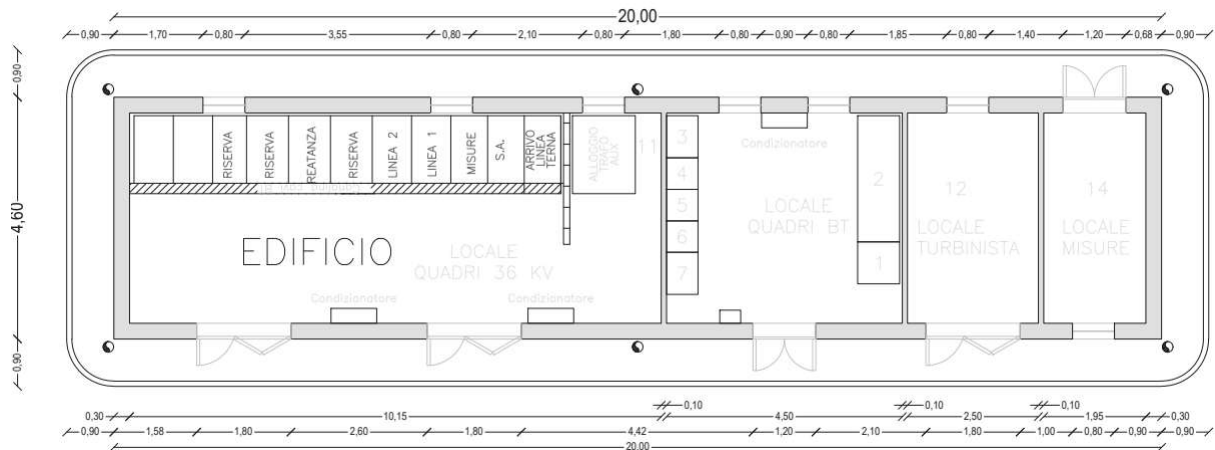 20,00
0,90 1,70 0,80 3,55 0,80 2,10 0,80 1,80 0,80 0,90 0,80 1,85 0,80 1,40 1,20 0,68 0,90
0,90
4,60
0,90
RISERVA
RISERVA
REATANZA
RISERVA
LINEA 2
LINEA 1
MISURE
S.A.
ARRIVO
LINEA
TERNA
ALLOGGIO
TRAFO
AUX
11
3
4
5
6
7
Condizionatore
2
1
LOCALE
QUADRI BT
12
LOCALE
TURBINISTA
14
LOCALE
MISURE
EDIFICIO
LOCALE
QUADRI 36 KV
Condizionatore
Condizionatore
0,10 0,10 0,10
0,30 10,15 4,50 2,50 1,95 0,30
0,90 1,58 1,80 2,60 1,80 4,42 1,20 2,10 1,80 1,00 0,80 0,90 0,90
20,00